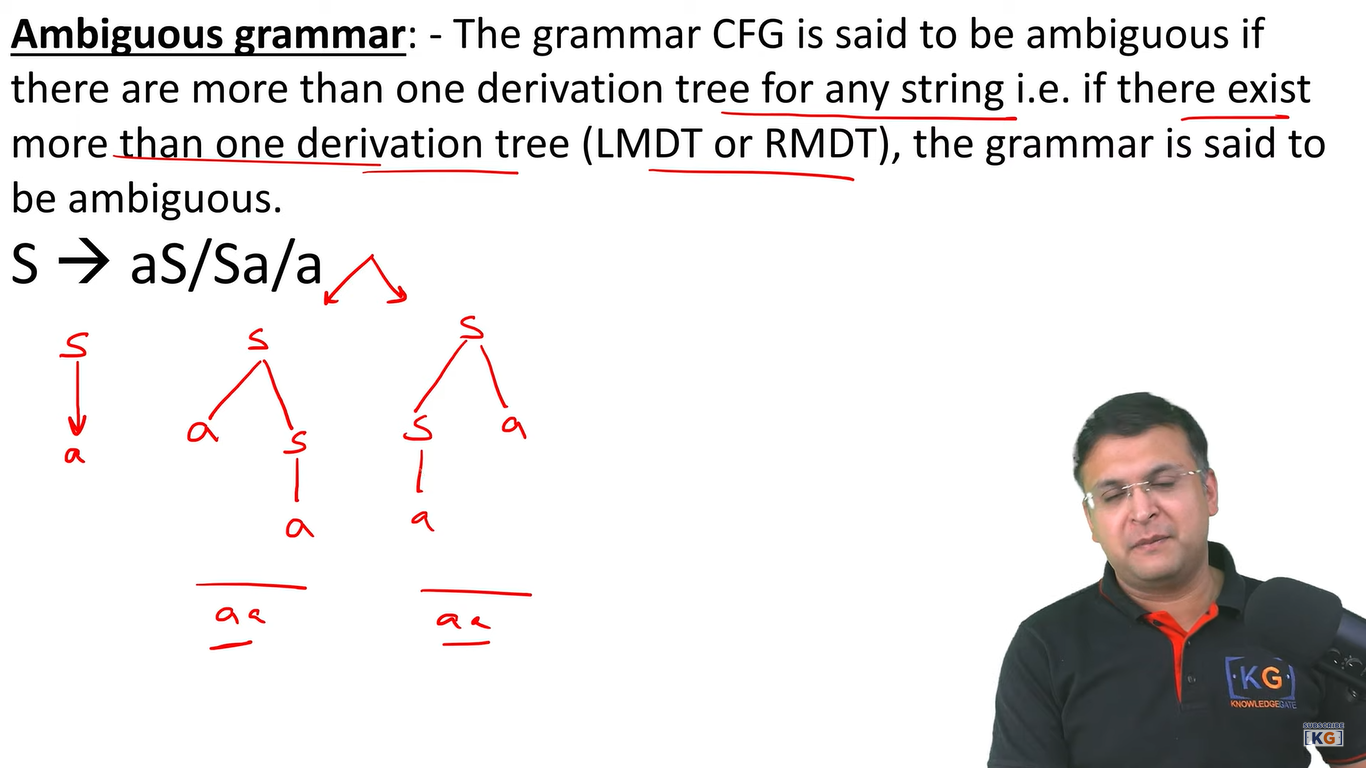 Ambiguous grammar: - The grammar CFG is said to be ambiguous if
there are more than one derivation tree for any string i.e. if there exist
more than one derivation tree (LMDT or RMDT), the grammar is said to
be ambiguous.
S → aS/Sa/a
S
a
S
a S
a
aa
S
S a
a
aa
KG
KNOWLEDGEGATE
SUBSCRIBE
KG